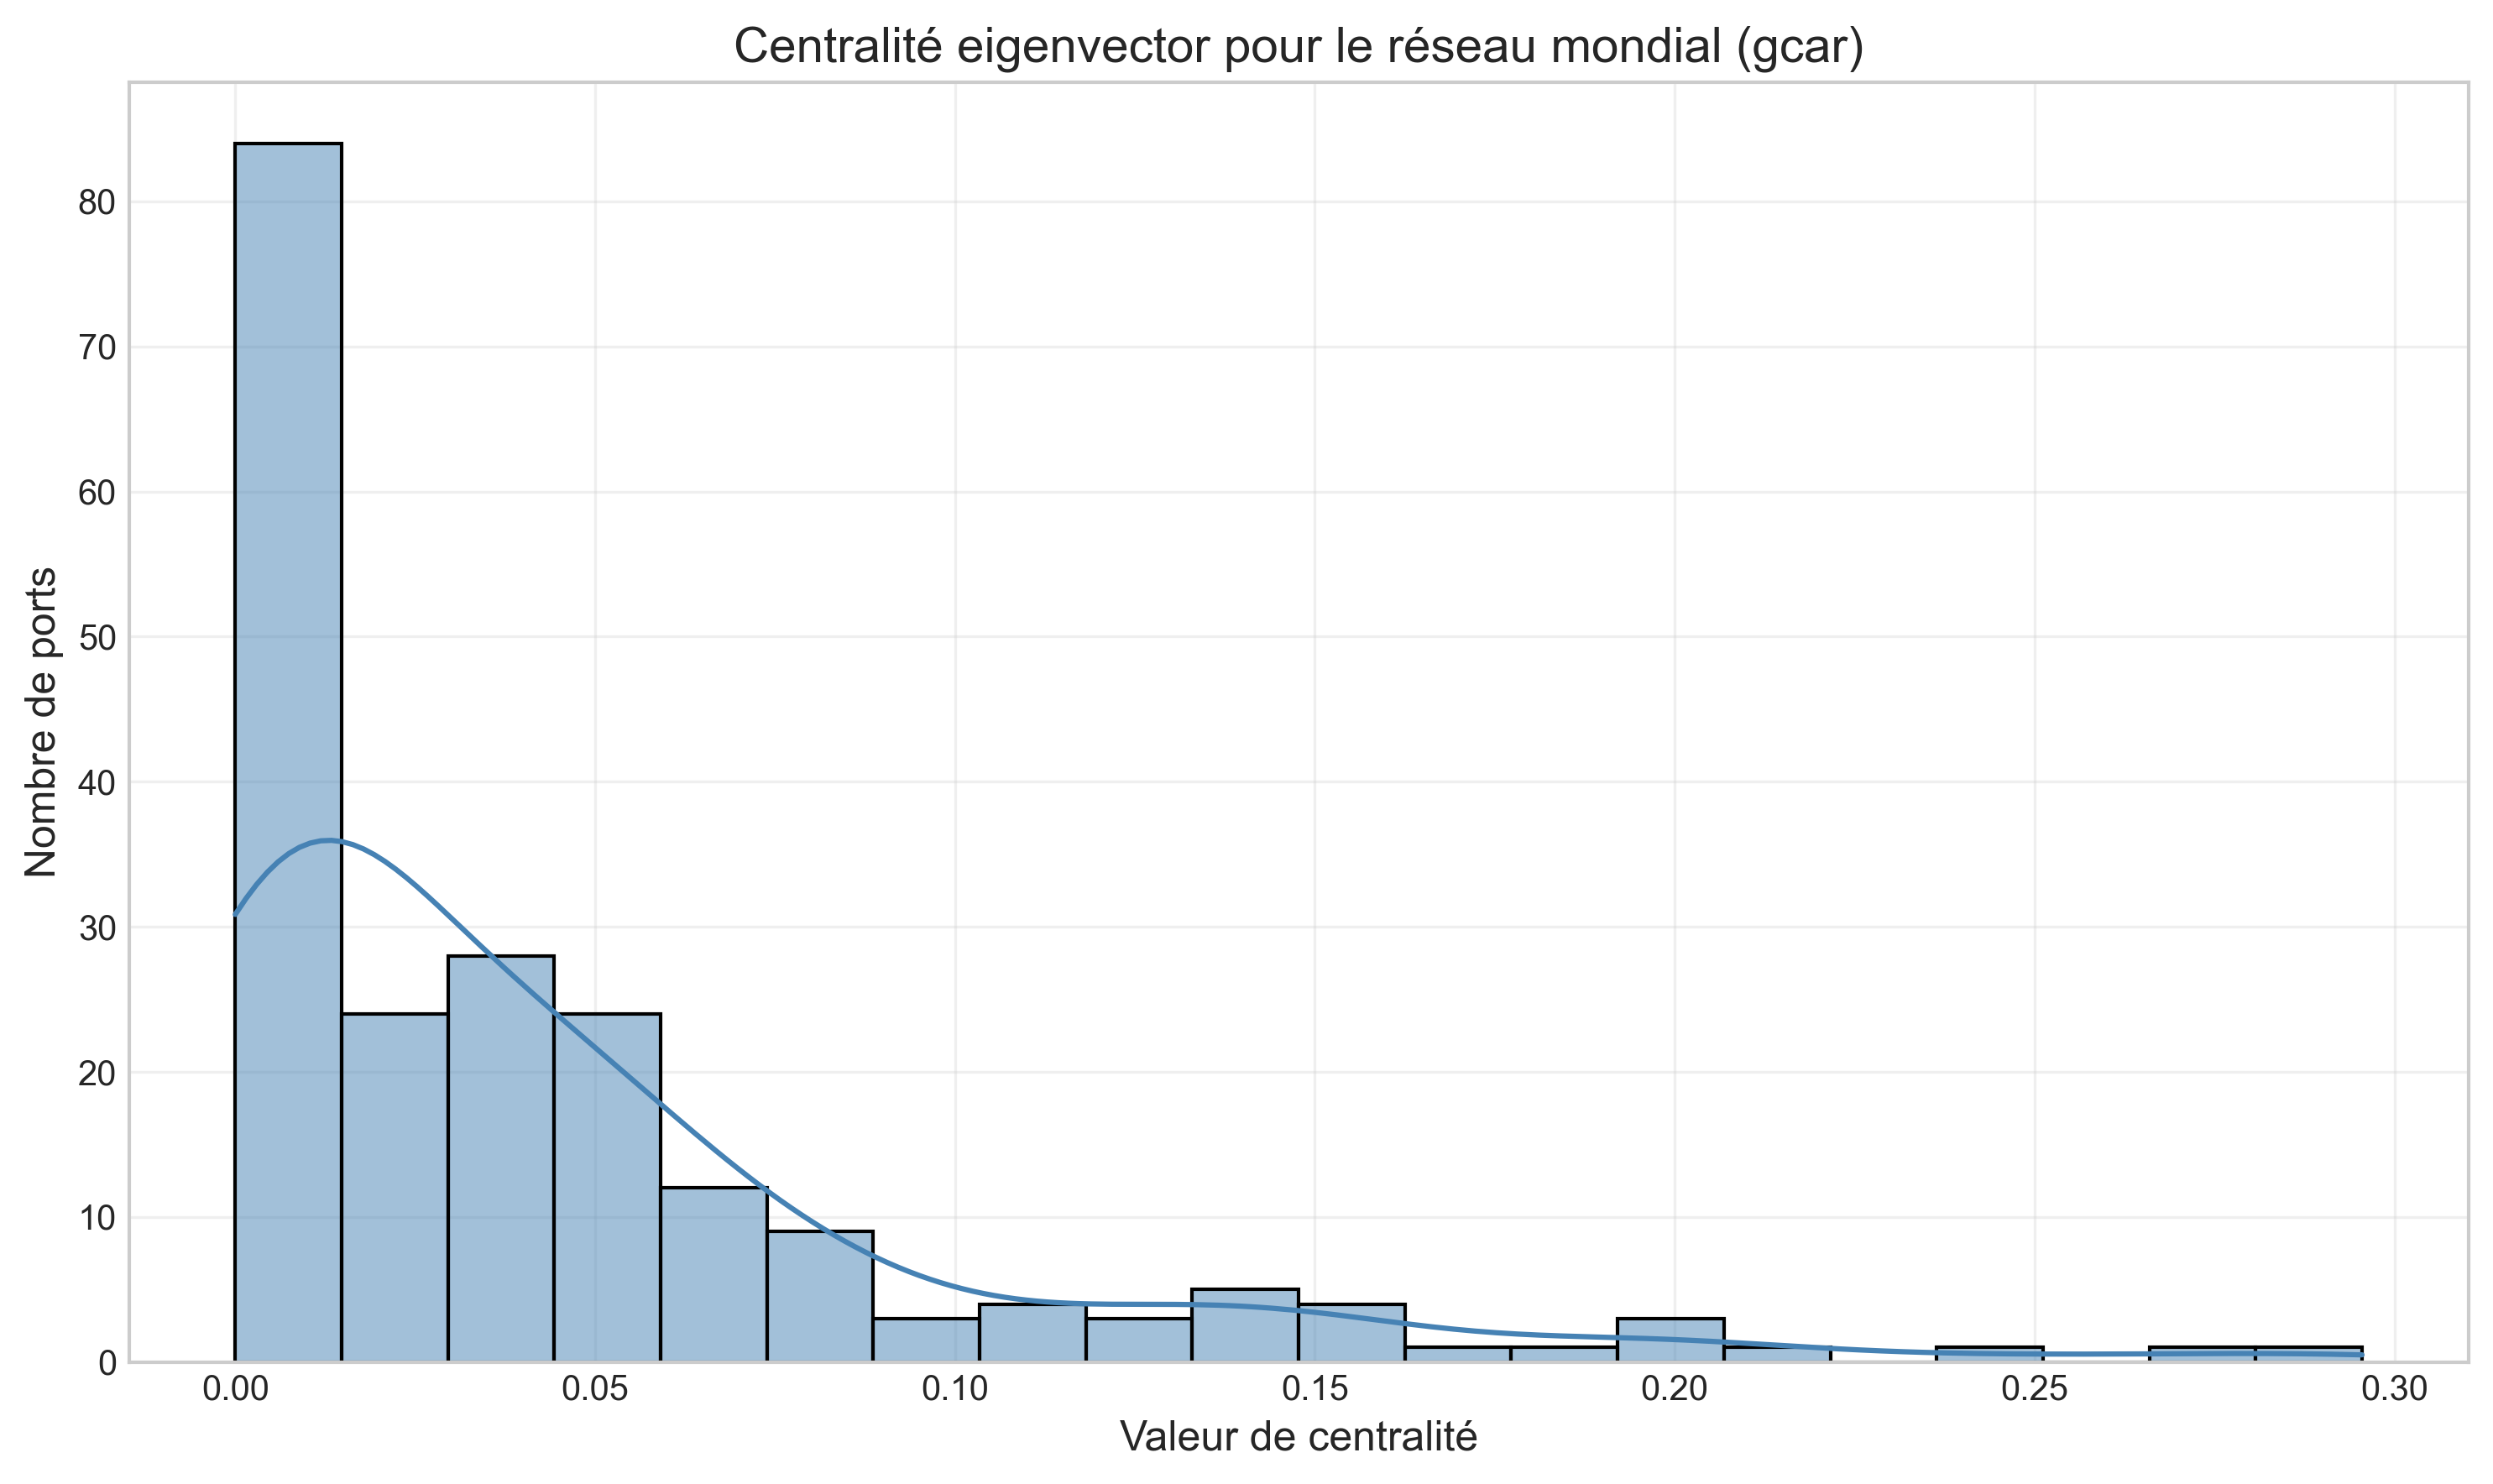 Centralité eigenvector pour le réseau mondial (gcar)
Nombre de ports
80
70
60
50
40
30
20
10
0
0.00 0.05 0.10 0.15 0.20 0.25 0.30
Valeur de centralité